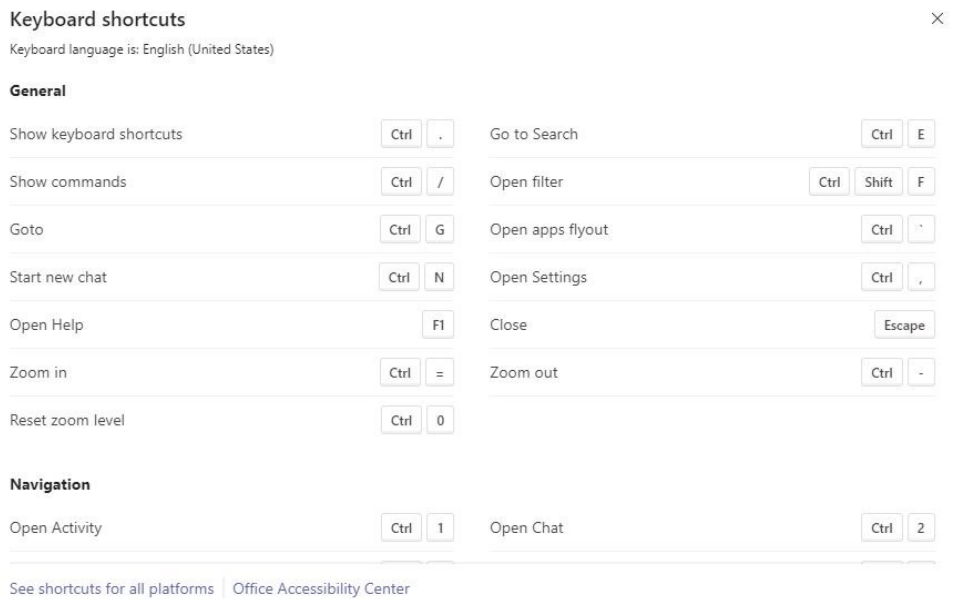 Keyboard shortcuts
Keyboard language is: English (United States)
General
Show keyboard shortcuts Ctrl . Go to Search Ctrl E
Show commands Ctrl / Open filter Ctrl Shift F
Goto Ctrl G Open apps flyout Ctrl `
Start new chat Ctrl N Open Settings Ctrl ,
Open Help F1 Close Escape
Zoom in Ctrl = Zoom out Ctrl -
Reset zoom level Ctrl 0
Navigation
Open Activity Ctrl 1 Open Chat Ctrl 2
See shortcuts for all platforms Office Accessibility Center